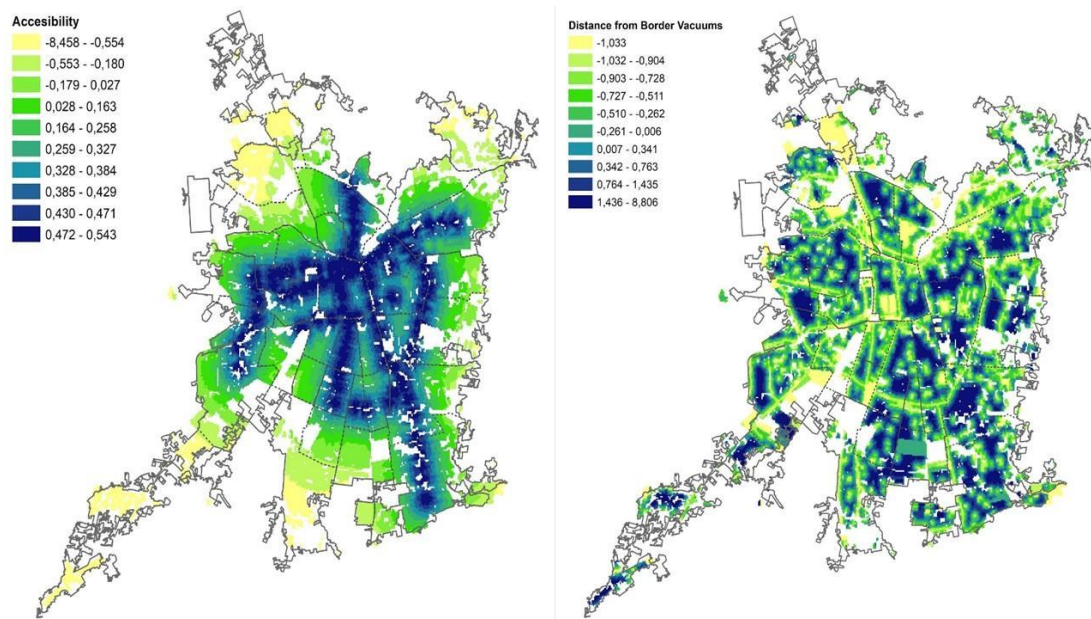 Accesibility
-8,458 - -0,554
-0,553 - -0,180
-0,179 - 0,027
0,028 - 0,163
0,164 - 0,258
0,259 - 0,327
0,328 - 0,384
0,385 - 0,429
0,430 - 0,471
0,472 - 0,543
Distance from Border Vacuums
-1,033
-1,032 - -0,904
-0,903 - -0,728
-0,727 - -0,511
-0,510 - -0,262
-0,261 - 0,006
0,007 - 0,341
0,342 - 0,763
0,764 - 1,435
1,436 - 8,806